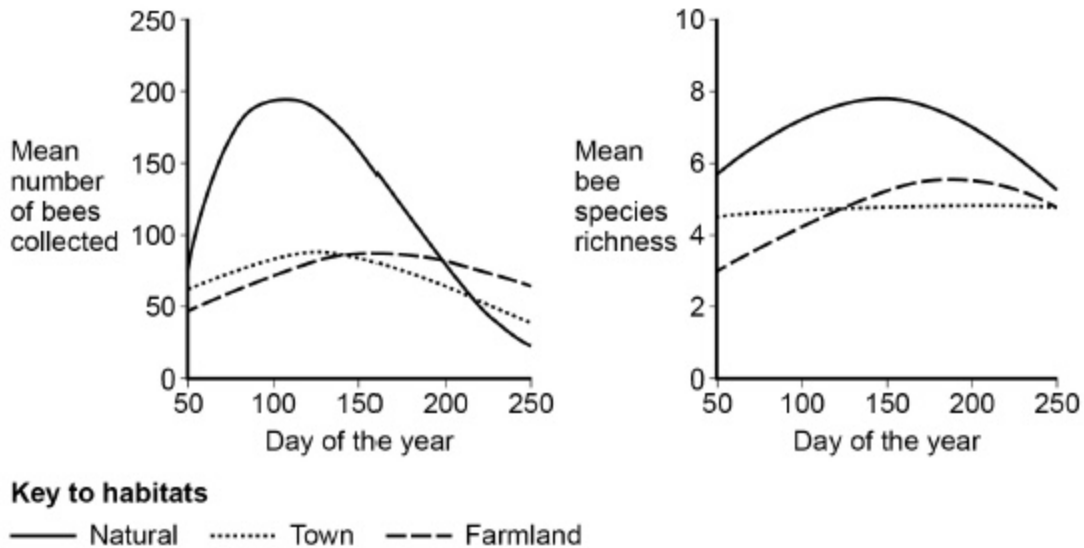 250
200
150
100
50
0
Mean
number
of bees
collected
50 100 150 200 250
Day of the year
10
8
6
4
2
0
Mean
bee
species
richness
50 100 150 200 250
Day of the year
Key to habitats
Natural Town Farmland